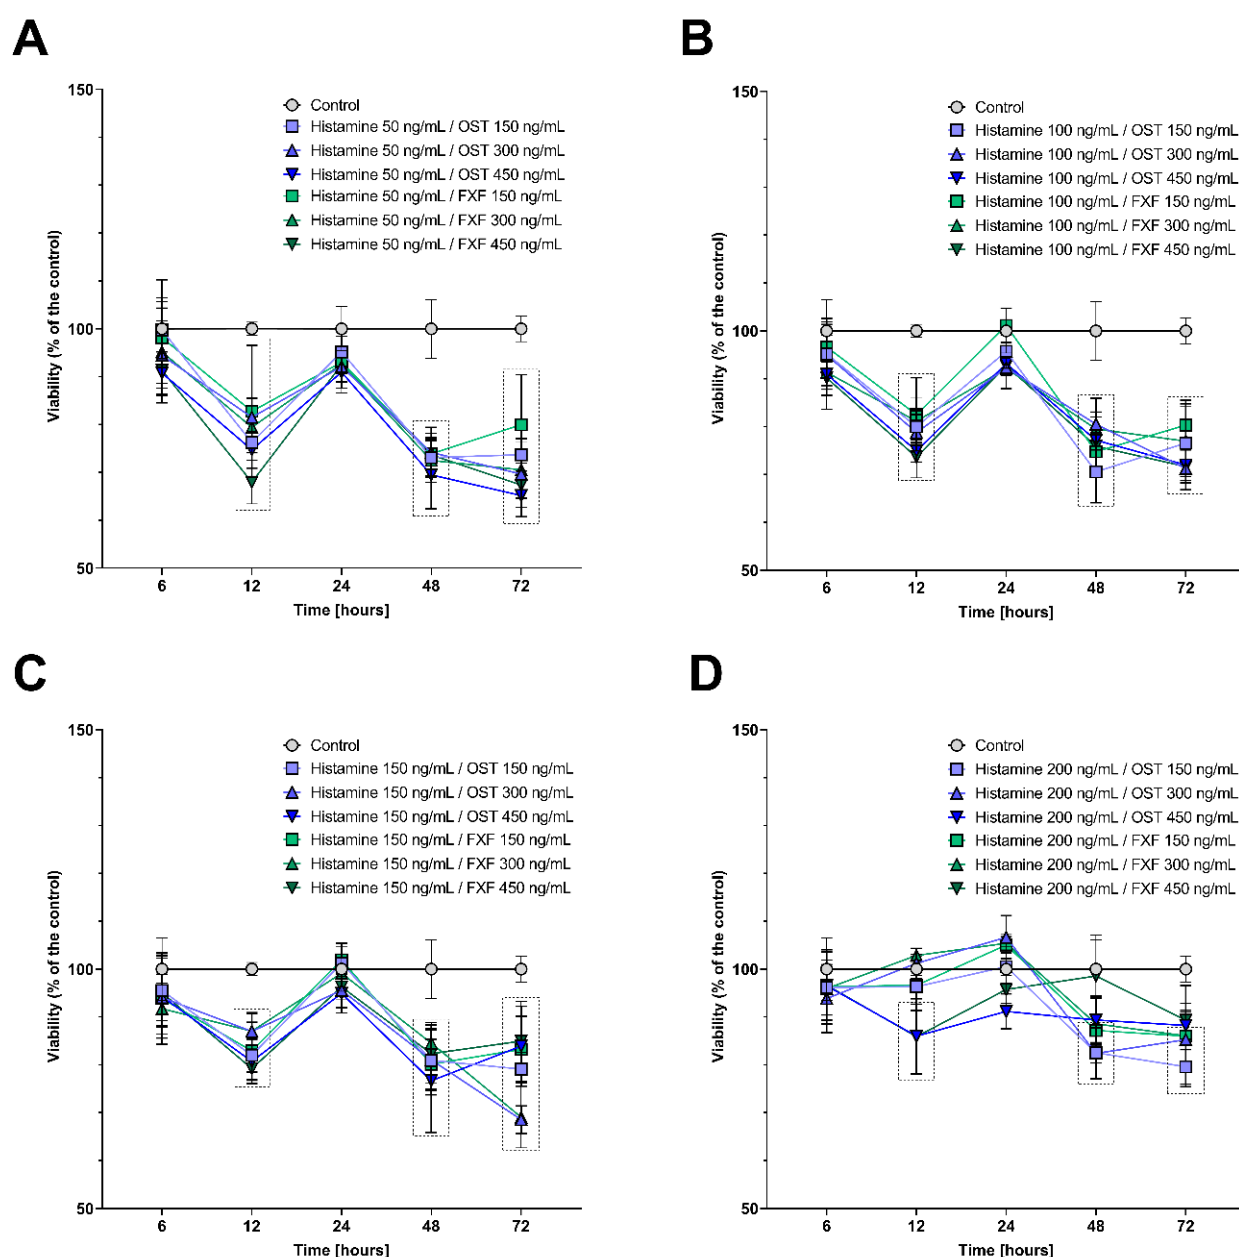 A
150
100
50
Viability (% of the control)
Control
Histamine 50 ng/mL / OST 150 ng/mL
Histamine 50 ng/mL / OST 300 ng/mL
Histamine 50 ng/mL / OST 450 ng/mL
Histamine 50 ng/mL / FXF 150 ng/mL
Histamine 50 ng/mL / FXF 300 ng/mL
Histamine 50 ng/mL / FXF 450 ng/mL
6 12 24 48 72
Time [hours]
B
150
100
50
Viability (% of the control)
Control
Histamine 100 ng/mL / OST 150 ng/mL
Histamine 100 ng/mL / OST 300 ng/mL
Histamine 100 ng/mL / OST 450 ng/mL
Histamine 100 ng/mL / FXF 150 ng/mL
Histamine 100 ng/mL / FXF 300 ng/mL
Histamine 100 ng/mL / FXF 450 ng/mL
6 12 24 48 72
Time [hours]
C
150
100
50
Viability (% of the control)
Control
Histamine 150 ng/mL / OST 150 ng/mL
Histamine 150 ng/mL / OST 300 ng/mL
Histamine 150 ng/mL / OST 450 ng/mL
Histamine 150 ng/mL / FXF 150 ng/mL
Histamine 150 ng/mL / FXF 300 ng/mL
Histamine 150 ng/mL / FXF 450 ng/mL
6 12 24 48 72
Time [hours]
D
150
100
50
Viability (% of the control)
Control
Histamine 200 ng/mL / OST 150 ng/mL
Histamine 200 ng/mL / OST 300 ng/mL
Histamine 200 ng/mL / OST 450 ng/mL
Histamine 200 ng/mL / FXF 150 ng/mL
Histamine 200 ng/mL / FXF 300 ng/mL
Histamine 200 ng/mL / FXF 450 ng/mL
6 12 24 48 72
Time [hours]